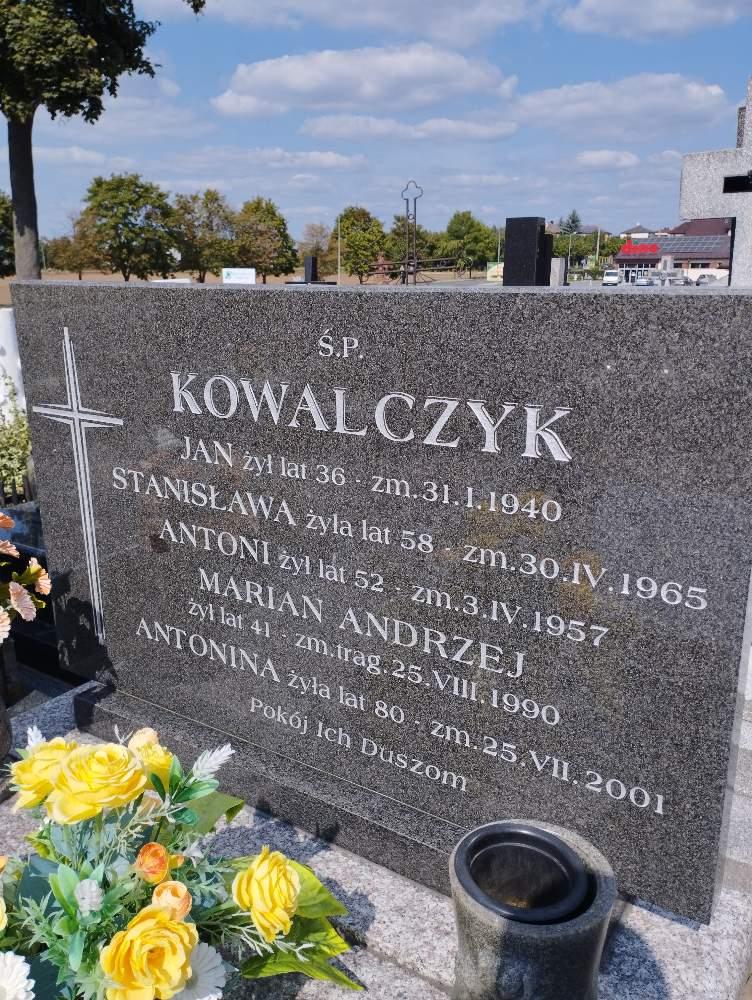 Ś.P.
KOWALCZYK
JAN żył lat 36 - zm.31.I.1940
STANISŁAWA żyła lat 58 - zm.30.IV.1965
ANTONI żył lat 52 - zm.3.IV.1957
MARIAN ANDRZEJ
żył lat 41 - zm.trag.25.VIII.1990
ANTONINA żyła lat 80 - zm.25.VII.2001
Pokój Ich Duszom
dino